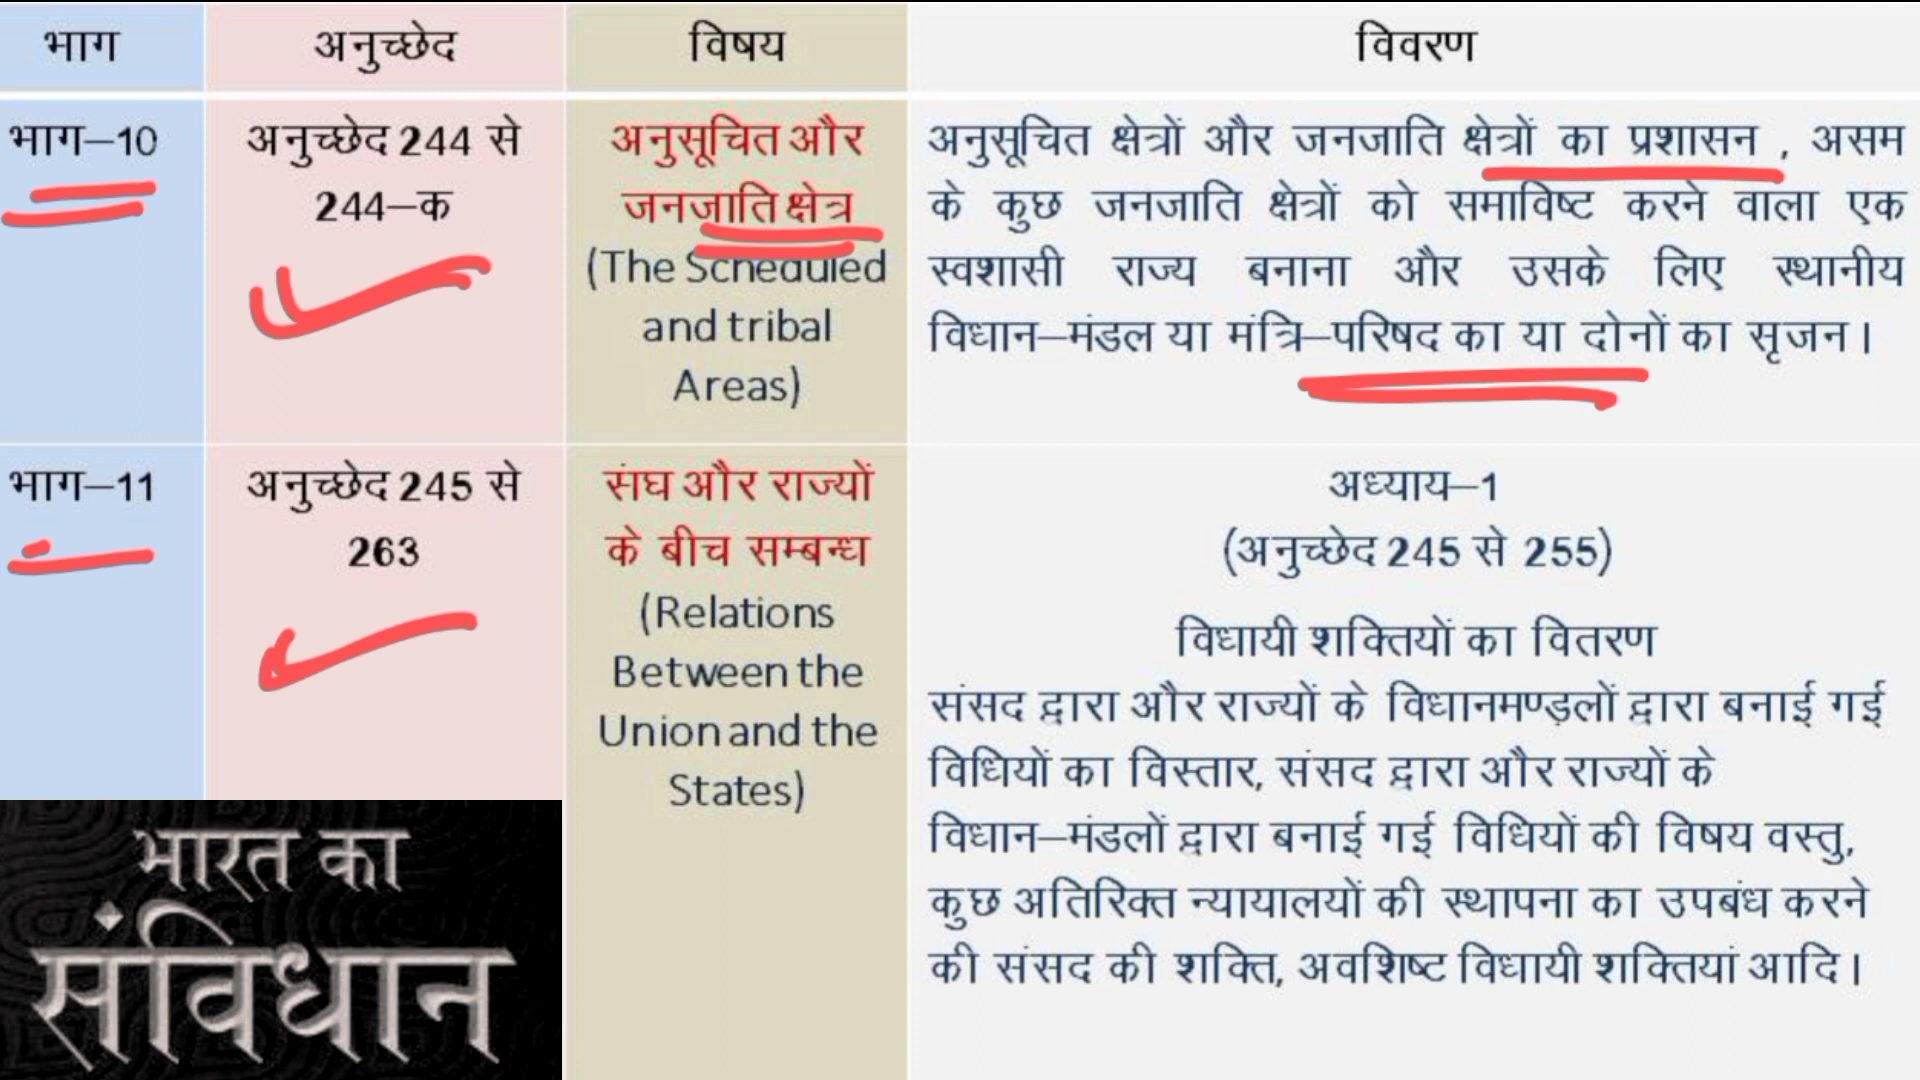 भाग
अनुच्छेद
विषय
विवरण
भाग–10
अनुच्छेद 244 से
244–क
अनुसूचित और
जनजाति क्षेत्र
(The Scheduled
and tribal
Areas)
अनुसूचित क्षेत्रों और जनजाति क्षेत्रों का प्रशासन , असम
के कुछ जनजाति क्षेत्रों को समाविष्ट करने वाला एक
स्वशासी राज्य बनाना और उसके लिए स्थानीय
विधान–मंडल या मंत्रि–परिषद का या दोनों का सृजन।
भाग–11
अनुच्छेद 245 से
263
संघ और राज्यों
के बीच सम्बन्ध
(Relations
Between the
Union and the
States)
अध्याय–1
(अनुच्छेद 245 से 255)
विधायी शक्तियों का वितरण
संसद द्वारा और राज्यों के विधानमण्ड़लों द्वारा बनाई गई
विधियों का विस्तार, संसद द्वारा और राज्यों के
विधान–मंडलों द्वारा बनाई गई विधियों की विषय वस्तु,
कुछ अतिरिक्त न्यायालयों की स्थापना का उपबंध करने
की संसद की शक्ति, अवशिष्ट विधायी शक्तियां आदि।
भारत का
संविधान